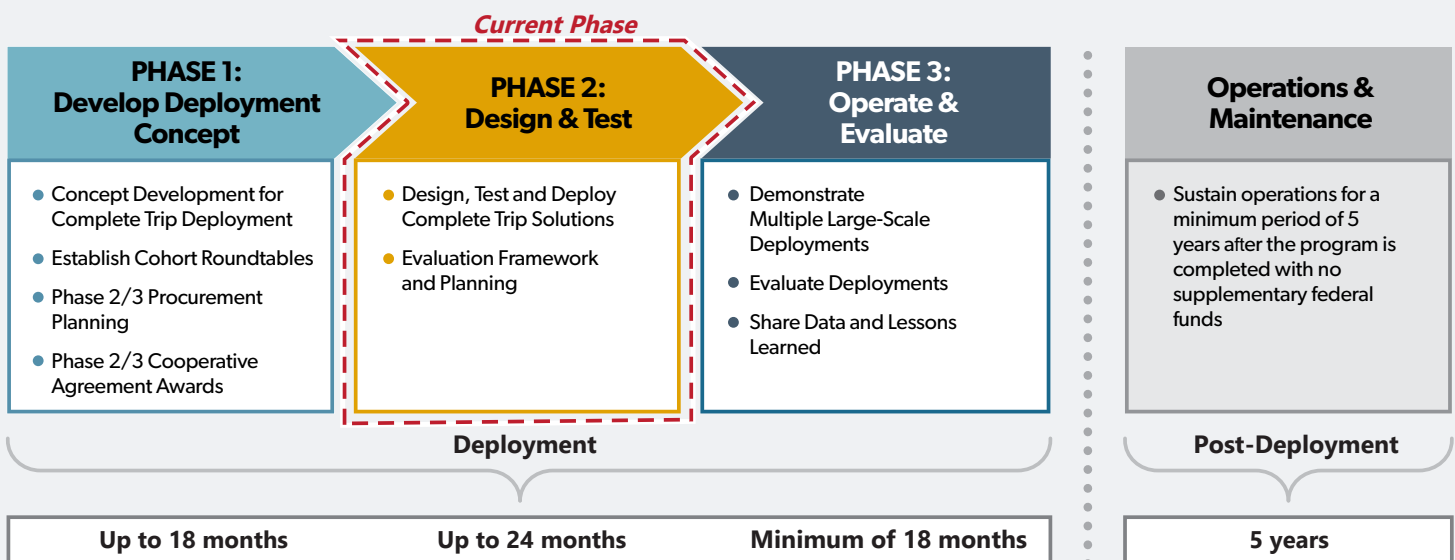 Current Phase
PHASE 1:
Develop Deployment
Concept
Concept Development for
Complete Trip Deployment
Establish Cohort Roundtables
Phase 2/3 Procurement
Planning
Phase 2/3 Cooperative
Agreement Awards
PHASE 2:
Design & Test
Design, Test and Deploy
Complete Trip Solutions
Evaluation Framework
and Planning
PHASE 3:
Operate &
Evaluate
Demonstrate
Multiple Large-Scale
Deployments
Evaluate Deployments
Share Data and Lessons
Learned
Operations &
Maintenance
Sustain operations for a
minimum period of 5
years after the program is
completed with no
supplementary federal
funds
Deployment
Post-Deployment
Up to 18 months
Up to 24 months
Minimum of 18 months
5 years